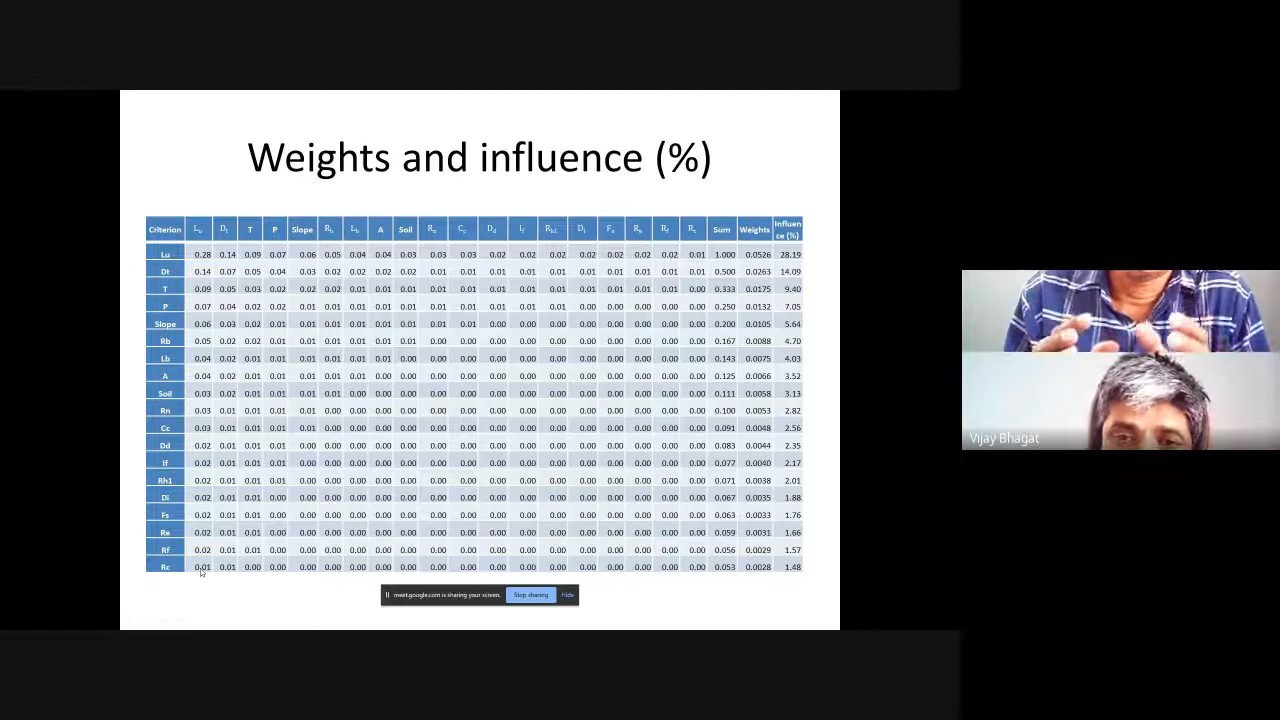 Weights and influence (%)
Criterion Lu Dt T P Slope Rb Lb A Soil Rn Cc Dd If Rh1 Di Fs Re Rf Rc Sum Weights Influen
ce (%)
Lu 0.28 0.14 0.09 0.07 0.06 0.05 0.04 0.04 0.03 0.03 0.03 0.02 0.02 0.02 0.02 0.02 0.02 0.02 0.01 1.000 0.0526 28.19
Dt 0.14 0.07 0.05 0.04 0.03 0.02 0.02 0.02 0.02 0.01 0.01 0.01 0.01 0.01 0.01 0.01 0.01 0.01 0.01 0.500 0.0263 14.09
T 0.09 0.05 0.03 0.02 0.02 0.02 0.01 0.01 0.01 0.01 0.01 0.01 0.01 0.01 0.01 0.01 0.01 0.00 0.00 0.333 0.0175 9.40
P 0.07 0.04 0.02 0.02 0.01 0.01 0.01 0.01 0.01 0.01 0.01 0.01 0.01 0.01 0.00 0.00 0.00 0.00 0.00 0.250 0.0132 7.05
Slope 0.06 0.03 0.02 0.01 0.01 0.01 0.01 0.01 0.01 0.01 0.01 0.00 0.00 0.00 0.00 0.00 0.00 0.00 0.00 0.200 0.0105 5.64
Rb 0.05 0.02 0.02 0.01 0.01 0.01 0.01 0.01 0.01 0.00 0.00 0.00 0.00 0.00 0.00 0.00 0.00 0.00 0.00 0.167 0.0088 4.70
Lb 0.04 0.02 0.01 0.01 0.01 0.01 0.01 0.00 0.00 0.00 0.00 0.00 0.00 0.00 0.00 0.00 0.00 0.00 0.00 0.143 0.0075 4.03
A 0.04 0.02 0.01 0.01 0.01 0.01 0.01 0.00 0.00 0.00 0.00 0.00 0.00 0.00 0.00 0.00 0.00 0.00 0.00 0.125 0.0066 3.52
Soil 0.03 0.02 0.01 0.01 0.01 0.01 0.00 0.00 0.00 0.00 0.00 0.00 0.00 0.00 0.00 0.00 0.00 0.00 0.00 0.111 0.0058 3.13
Rn 0.03 0.01 0.01 0.01 0.01 0.00 0.00 0.00 0.00 0.00 0.00 0.00 0.00 0.00 0.00 0.00 0.00 0.00 0.00 0.100 0.0053 2.82
Cc 0.03 0.01 0.01 0.01 0.01 0.00 0.00 0.00 0.00 0.00 0.00 0.00 0.00 0.00 0.00 0.00 0.00 0.00 0.00 0.091 0.0048 2.56
Dd 0.02 0.01 0.01 0.01 0.00 0.00 0.00 0.00 0.00 0.00 0.00 0.00 0.00 0.00 0.00 0.00 0.00 0.00 0.00 0.083 0.0044 2.35
If 0.02 0.01 0.01 0.01 0.00 0.00 0.00 0.00 0.00 0.00 0.00 0.00 0.00 0.00 0.00 0.00 0.00 0.00 0.00 0.077 0.0040 2.17
Rh1 0.02 0.01 0.01 0.01 0.00 0.00 0.00 0.00 0.00 0.00 0.00 0.00 0.00 0.00 0.00 0.00 0.00 0.00 0.00 0.071 0.0038 2.01
Di 0.02 0.01 0.01 0.00 0.00 0.00 0.00 0.00 0.00 0.00 0.00 0.00 0.00 0.00 0.00 0.00 0.00 0.00 0.00 0.067 0.0035 1.88
Fs 0.02 0.01 0.01 0.00 0.00 0.00 0.00 0.00 0.00 0.00 0.00 0.00 0.00 0.00 0.00 0.00 0.00 0.00 0.00 0.063 0.0033 1.76
Re 0.02 0.01 0.01 0.00 0.00 0.00 0.00 0.00 0.00 0.00 0.00 0.00 0.00 0.00 0.00 0.00 0.00 0.00 0.00 0.059 0.0031 1.66
Rf 0.02 0.01 0.01 0.00 0.00 0.00 0.00 0.00 0.00 0.00 0.00 0.00 0.00 0.00 0.00 0.00 0.00 0.00 0.00 0.056 0.0029 1.57
Rc 0.01 0.01 0.00 0.00 0.00 0.00 0.00 0.00 0.00 0.00 0.00 0.00 0.00 0.00 0.00 0.00 0.00 0.00 0.00 0.053 0.0028 1.48
meet.google.com is sharing your screen. Stop sharing Hide
Vijay Bhagat